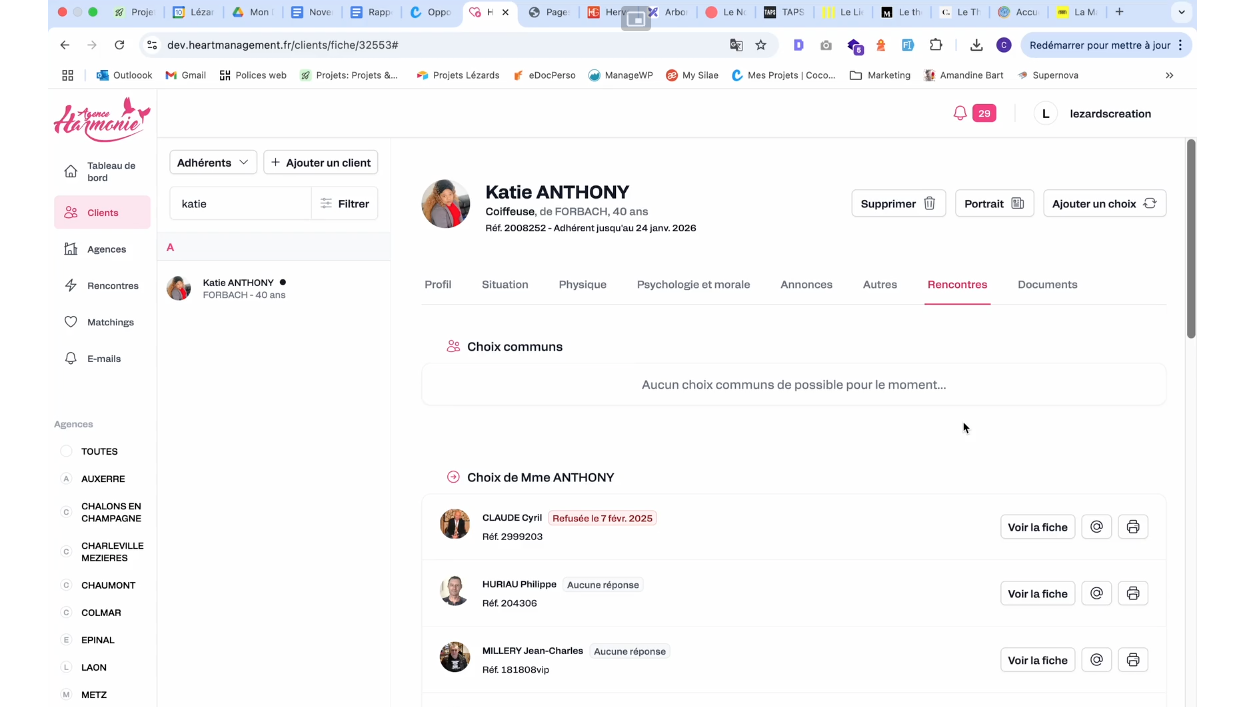 Proje
Lézar
Mon
Nove
Rapp
Oppo
H
Page
Herv
Arbo
Le No
TAPS
TAPS
Le Lie
Le the
Le Th
Accu
La Ma
dev.heartmanagement.fr/clients/fiche/32553#
5
C
Redémarrer pour mettre à jour
Outloook
Gmail
Polices web
Projets: Projets &...
Projets Lézards
eDocPerso
ManageWP
My Silae
Mes Projets | Coco...
Marketing
Amandine Bart
Supernova
Agence
Harmonie
29
L
lezardscreation
Tableau de
bord
Clients
Agences
Rencontres
Matchings
E-mails
Agences
TOUTES
A AUXERRE
C CHALONS EN
CHAMPAGNE
C CHARLEVILLE
MEZIERES
C CHAUMONT
C COLMAR
E EPINAL
L LAON
M METZ
Adhérents
Ajouter un client
katie
Filtrer
A
Katie ANTHONY
FORBACH - 40 ans
Katie ANTHONY
Coiffeuse, de FORBACH, 40 ans
Réf. 2008252 - Adhérent jusqu'au 24 janv. 2026
Supprimer
Portrait
Ajouter un choix
Profil
Situation
Physique
Psychologie et morale
Annonces
Autres
Rencontres
Documents
Choix communs
Aucun choix communs de possible pour le moment...
Choix de Mme ANTHONY
CLAUDE Cyril Refusée le 7 févr. 2025
Réf. 2999203
Voir la fiche
HURIAU Philippe Aucune réponse
Réf. 204306
Voir la fiche
MILLERY Jean-Charles Aucune réponse
Réf. 181808vip
Voir la fiche